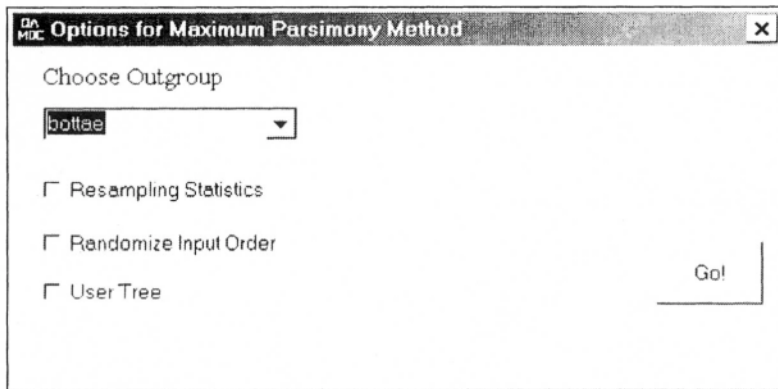 Options for Maximum Parsimony Method
Choose Outgroup
bottae
Resampling Statistics
Randomize Input Order
User Tree
Go!